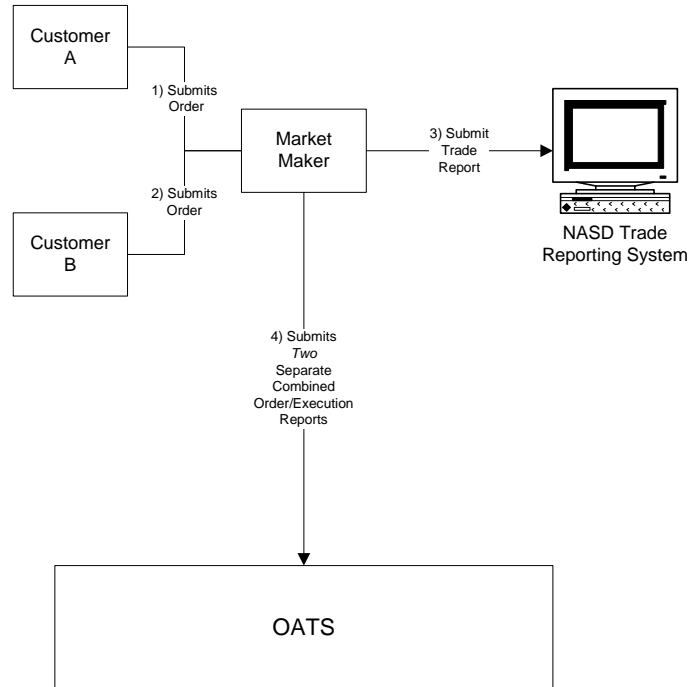 Customer
A
1) Submits
Order
Market
Maker
3) Submit
Trade
Report
2) Submits
Order
Customer
B
NASD Trade
Reporting System
4) Submits
Two
Separate
Combined
Order/Execution
Reports
OATS